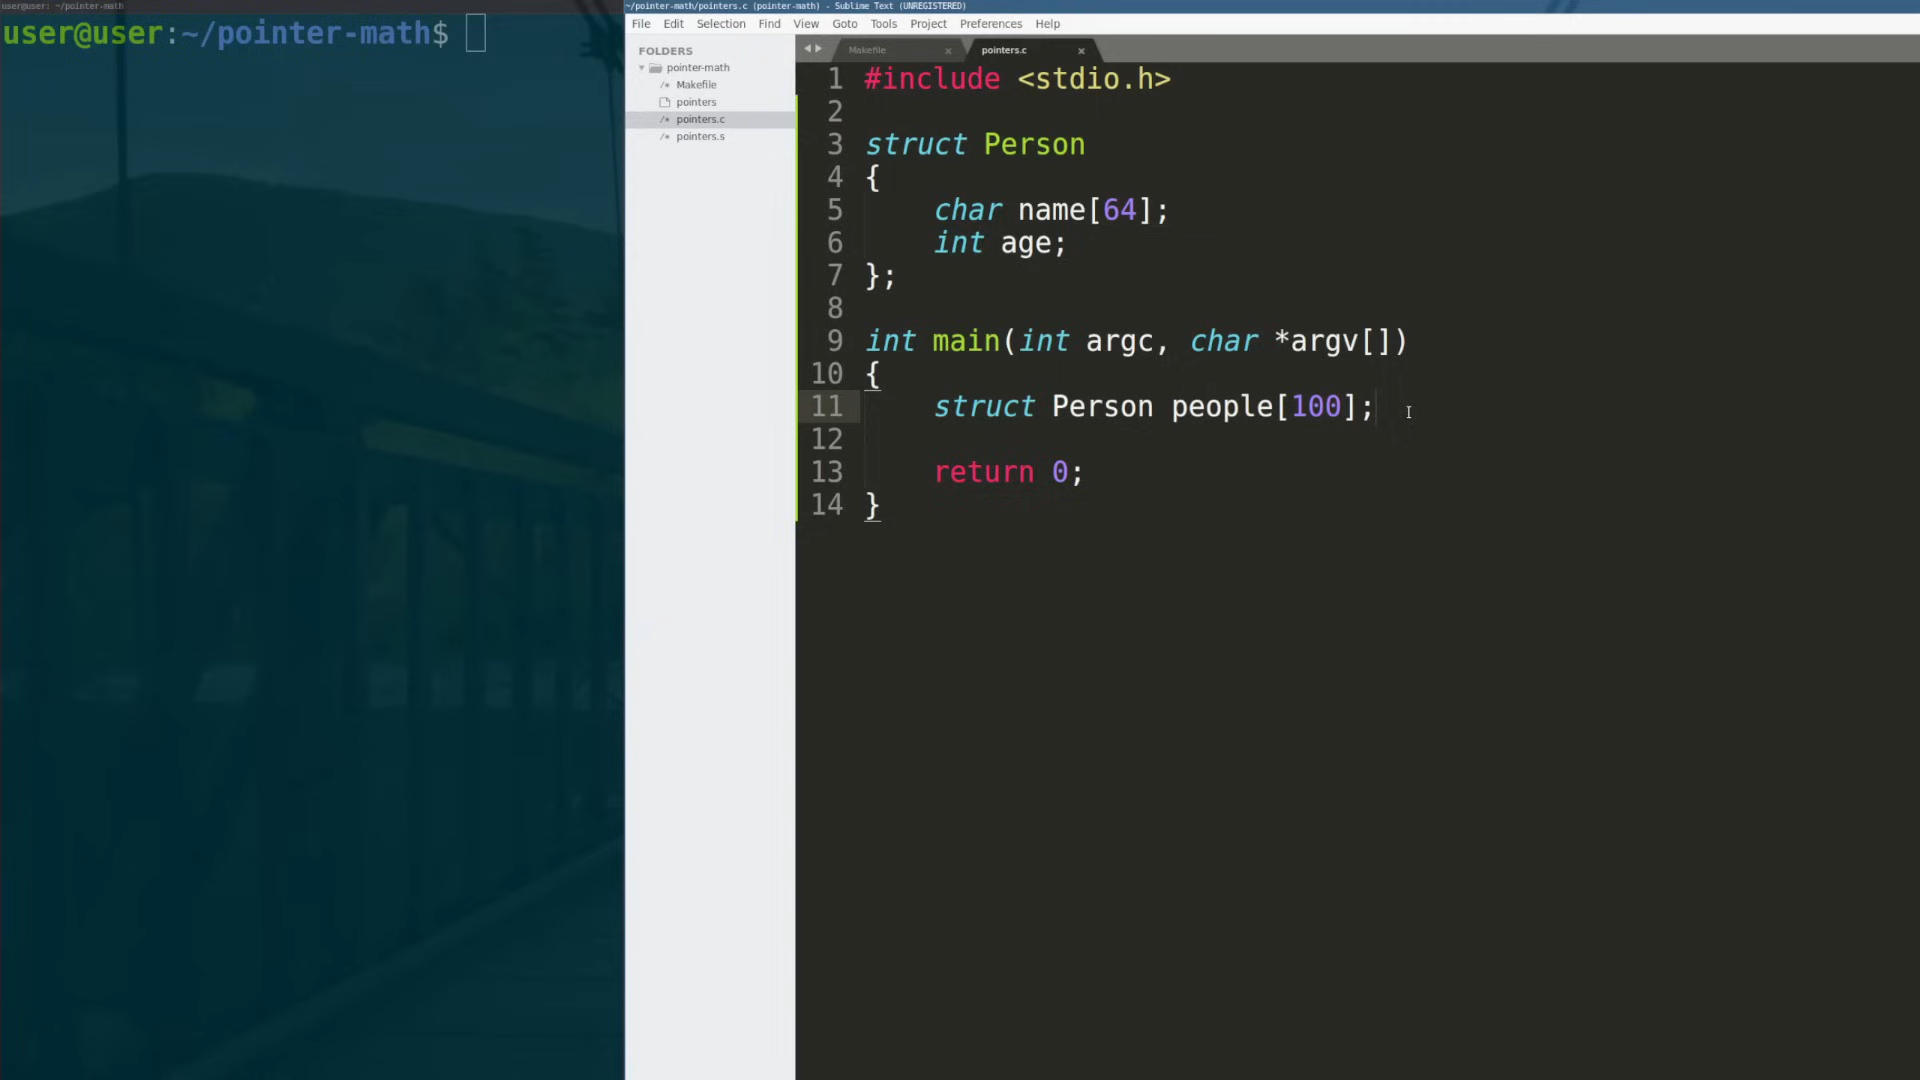 user@user: ~/pointer-math
user@user:~/pointer-math$
~/pointer-math/pointers.c (pointer-math) - Sublime Text (UNREGISTERED)
File Edit Selection Find View Goto Tools Project Preferences Help
FOLDERS
pointer-math
/* Makefile
pointers
/* pointers.c
/* pointers.s
Makefile × pointers.c ×
1 #include <stdio.h>
2
3 struct Person
4 {
5 char name[64];
6 int age;
7 };
8
9 int main(int argc, char *argv[])
10 {
11 struct Person people[100];
12
13 return 0;
14 }